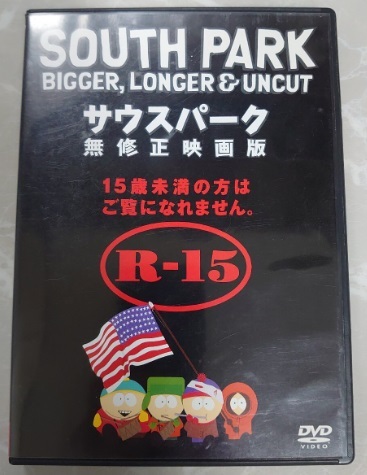 SOUTH PARK
BIGGER, LONGER & UNCUT
サウスパーク
無修正映画版
15歳未満の方は
ご覧になれません。
R-15
DVD
VIDEO